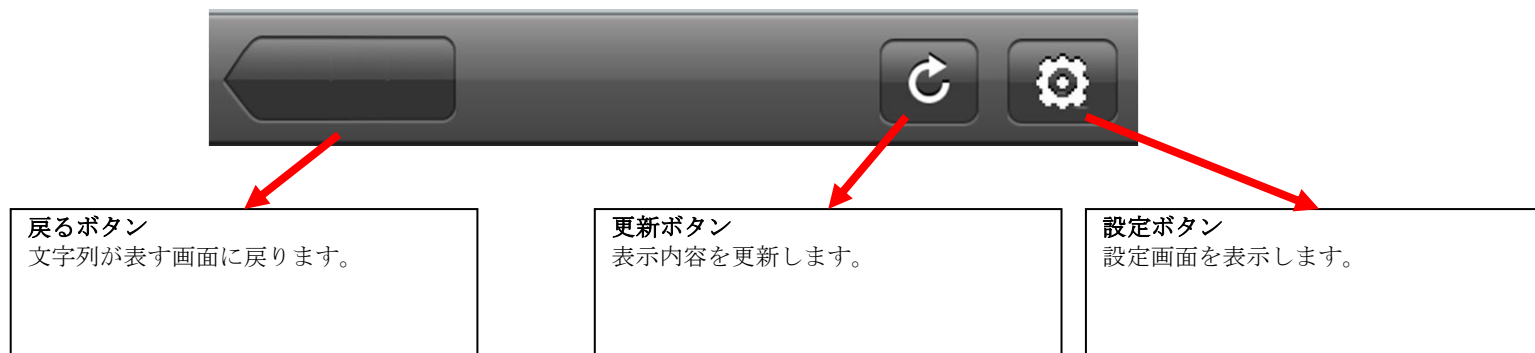 戻るボタン
文字列が表す画面に戻ります。
更新ボタン
表示内容を更新します。
設定ボタン
設定画面を表示します。